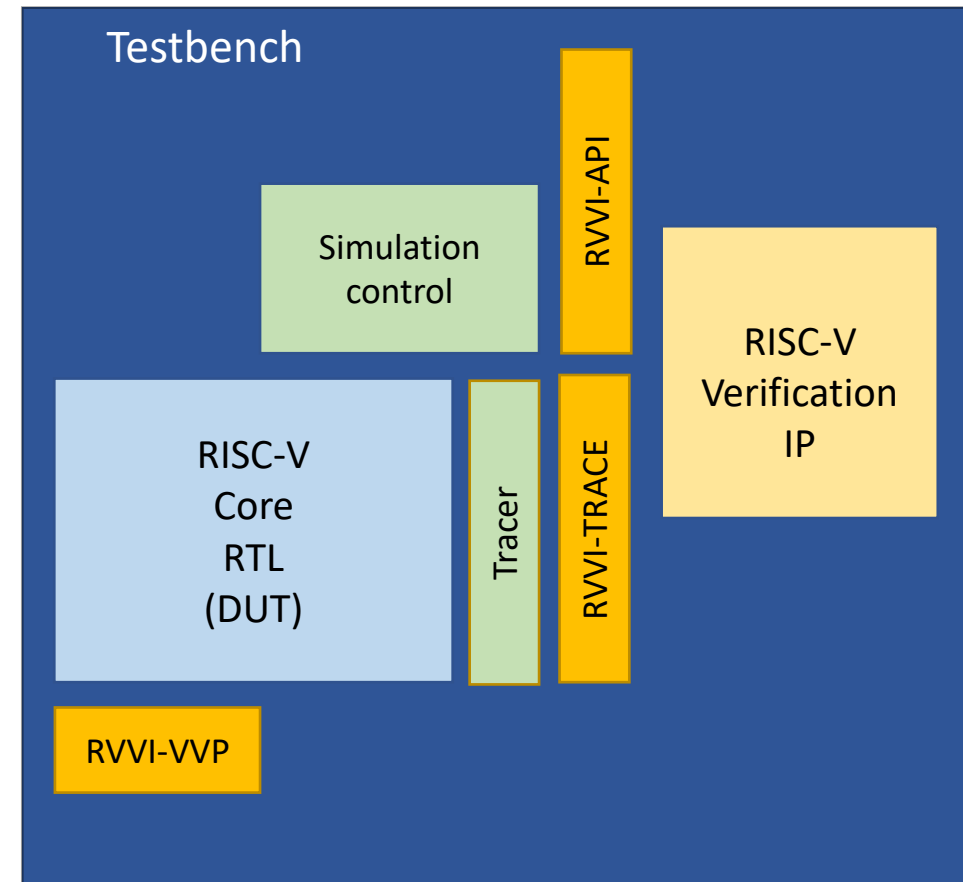 Testbench
RVVI-API
Simulation
control
RISC-V
Verification
IP
RISC-V
Core
RTL
(DUT)
Tracer
RVVI-TRACE
RVVI-VVP